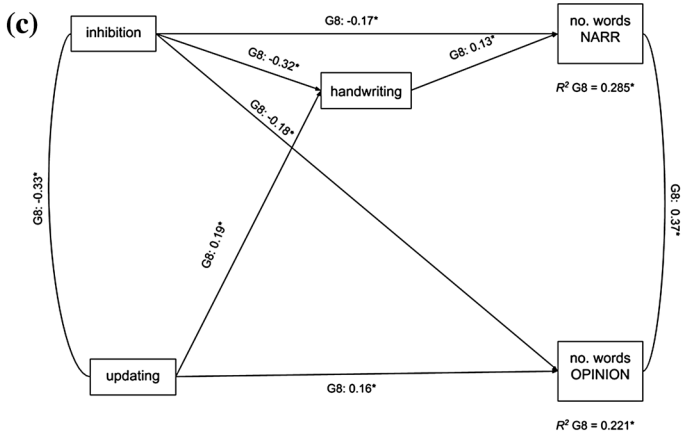 (c)
inhibition
G8: -0.17*
no. words
NARR
G8: -0.32*
G8: 0.13*
handwriting
R² G8 = 0.285*
G8: -0.18*
G8: -0.33*
G8: 0.37*
G8: 0.19*
updating
G8: 0.16*
no. words
OPINION
R² G8 = 0.221*